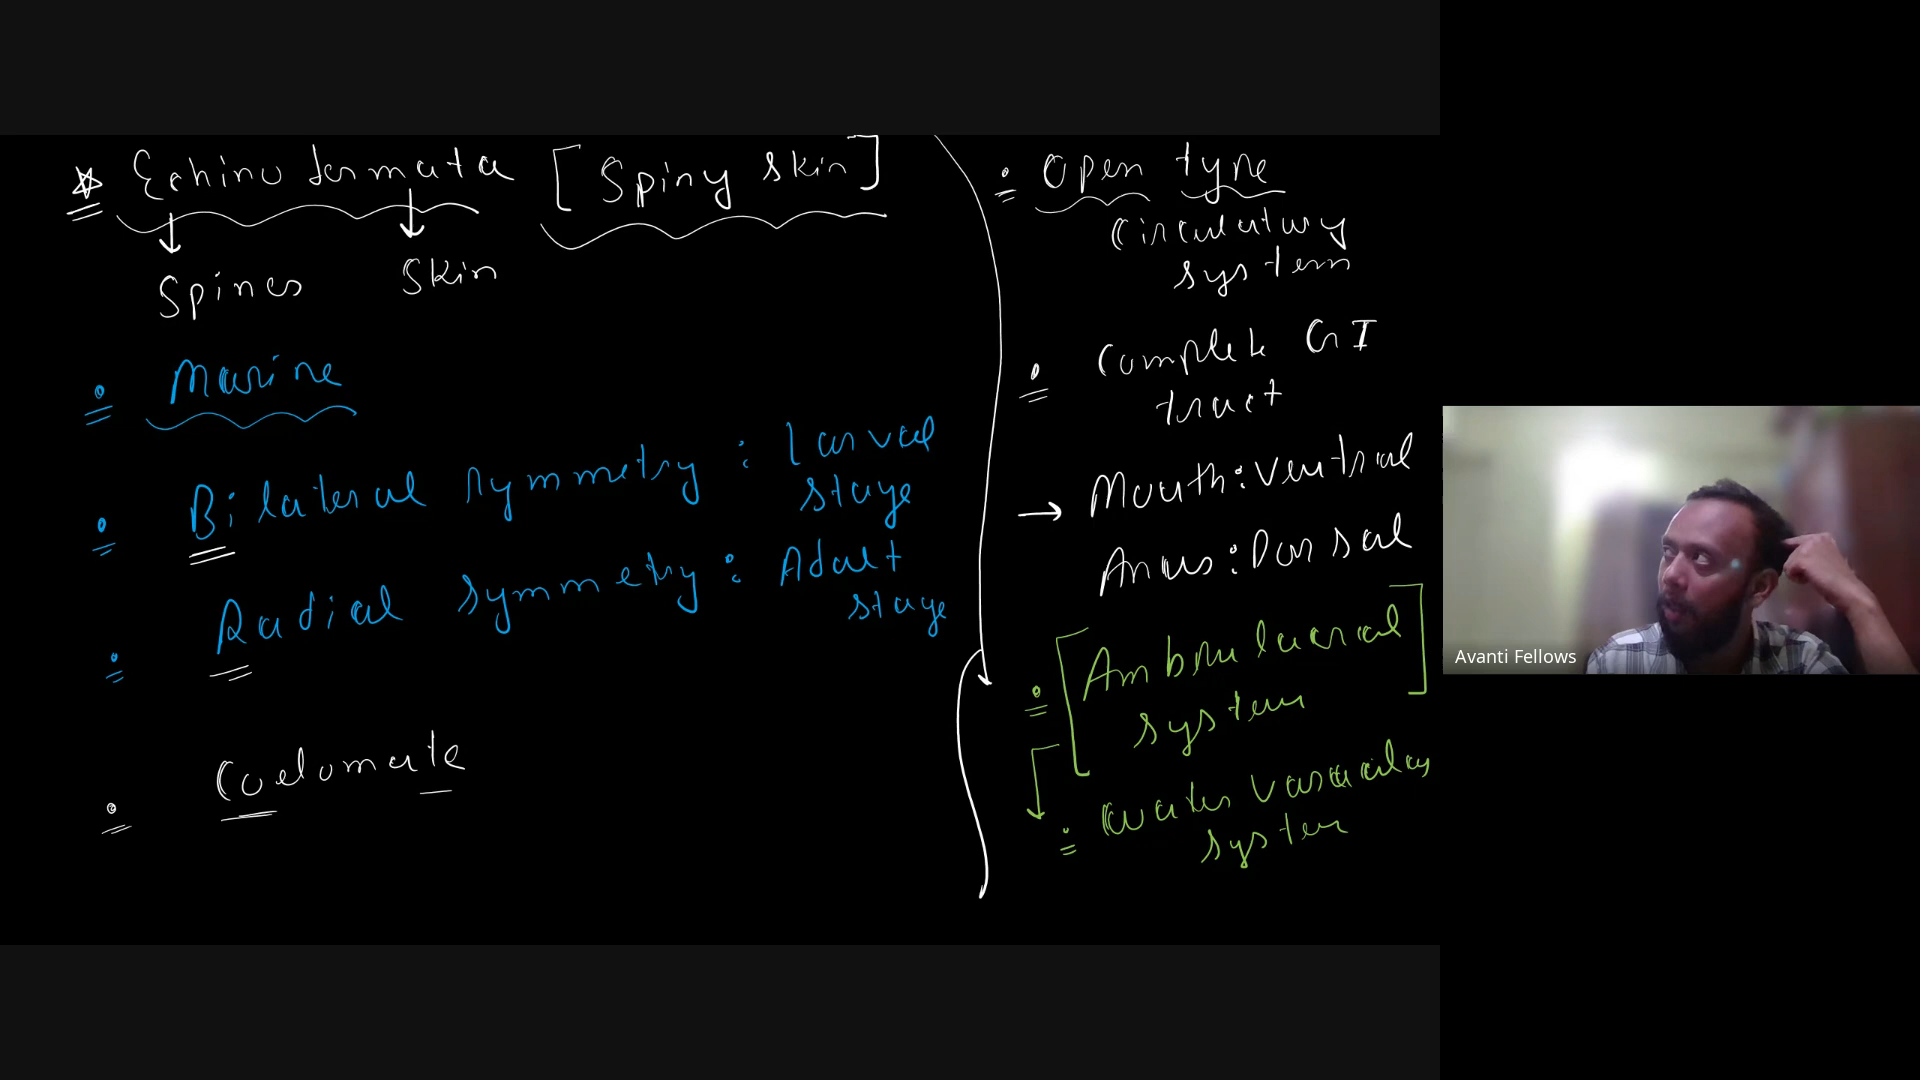 Echinodermata [Spiny skin]
Spines Skin
Marine
Bilateral symmetry : Larval
stage
Radial symmetry : Adult
stage
Coelomate
Open type
Circulatory
system
Complete GI
tract
→ Mouth : Ventral
Anus : Dorsal
[Ambulacral]
system
Water vascular
system
Avanti Fellows